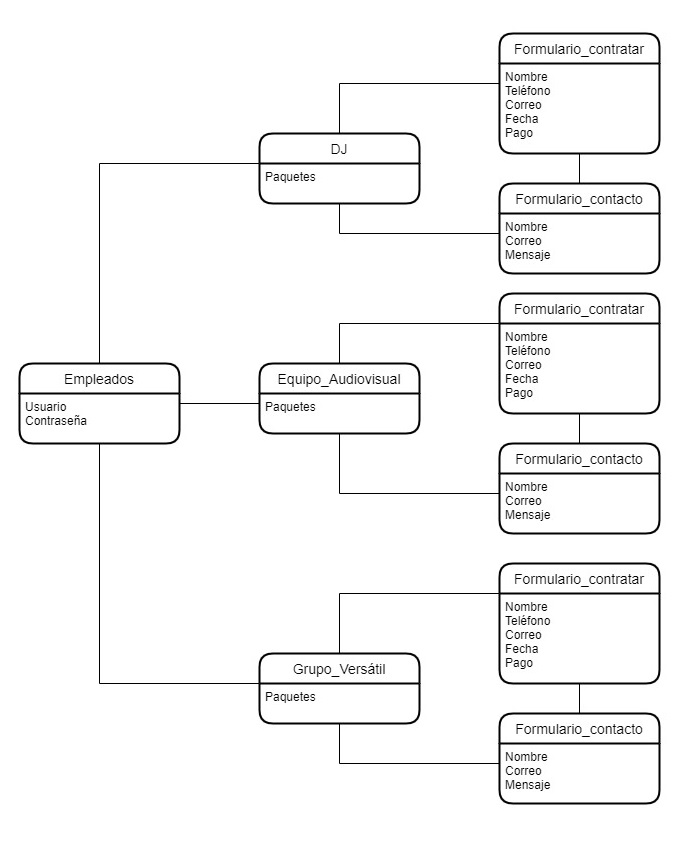 Formulario_contratar
Nombre
Teléfono
Correo
Fecha
Pago
DJ
Paquetes
Formulario_contacto
Nombre
Correo
Mensaje
Formulario_contratar
Nombre
Teléfono
Correo
Fecha
Pago
Empleados
Usuario
Contraseña
Equipo_Audiovisual
Paquetes
Formulario_contacto
Nombre
Correo
Mensaje
Formulario_contratar
Nombre
Teléfono
Correo
Fecha
Pago
Grupo_Versátil
Paquetes
Formulario_contacto
Nombre
Correo
Mensaje